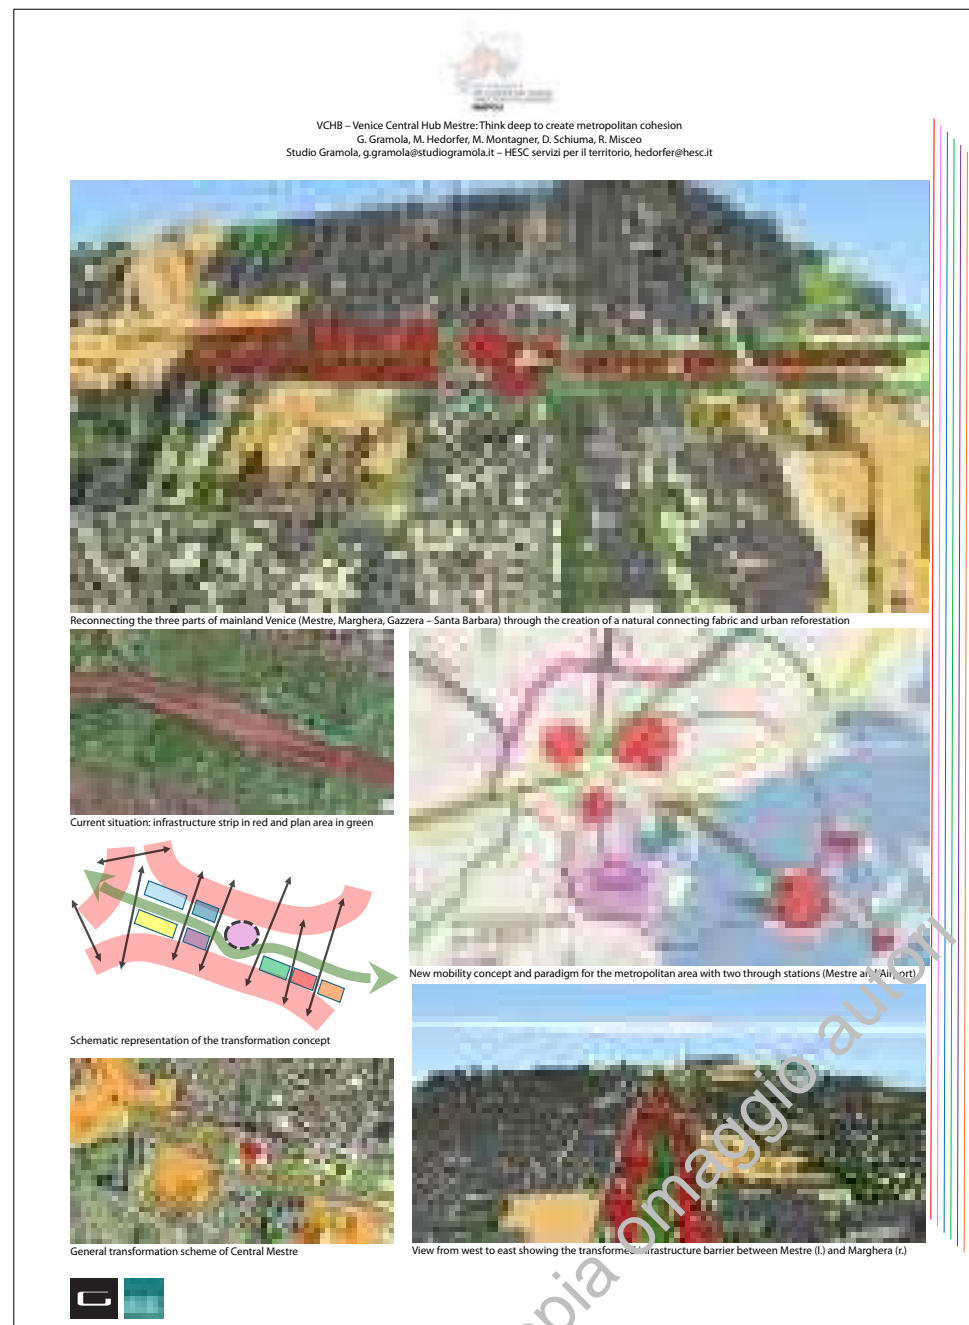 VCHB – Venice Central Hub Mestre: Think deep to create metropolitan cohesion
G. Gramola, M. Hedorfer, M. Montagner, D. Schiuma, R. Misceo
Studio Gramola, g.gramola@studiogramola.it – HESC servizi per il territorio, hedorfer@hesc.it
Reconnecting the three parts of mainland Venice (Mestre, Marghera, Gazzera – Santa Barbara) through the creation of a natural connecting fabric and urban reforestation
Current situation: infrastructure strip in red and plan area in green
New mobility concept and paradigm for the metropolitan area with two through stations (Mestre and Airport)
Schematic representation of the transformation concept
General transformation scheme of Central Mestre
View from west to east showing the transformed infrastructure barrier between Mestre (l.) and Marghera (r.)
omaggio autori